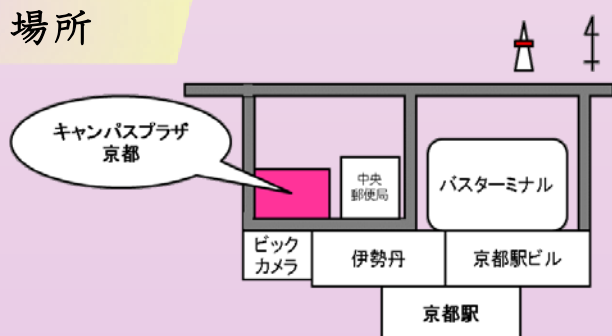 場所
キャンパスプラザ
京都
中央
郵便局
バスターミナル
ビック
カメラ
伊勢丹
京都駅ビル
京都駅